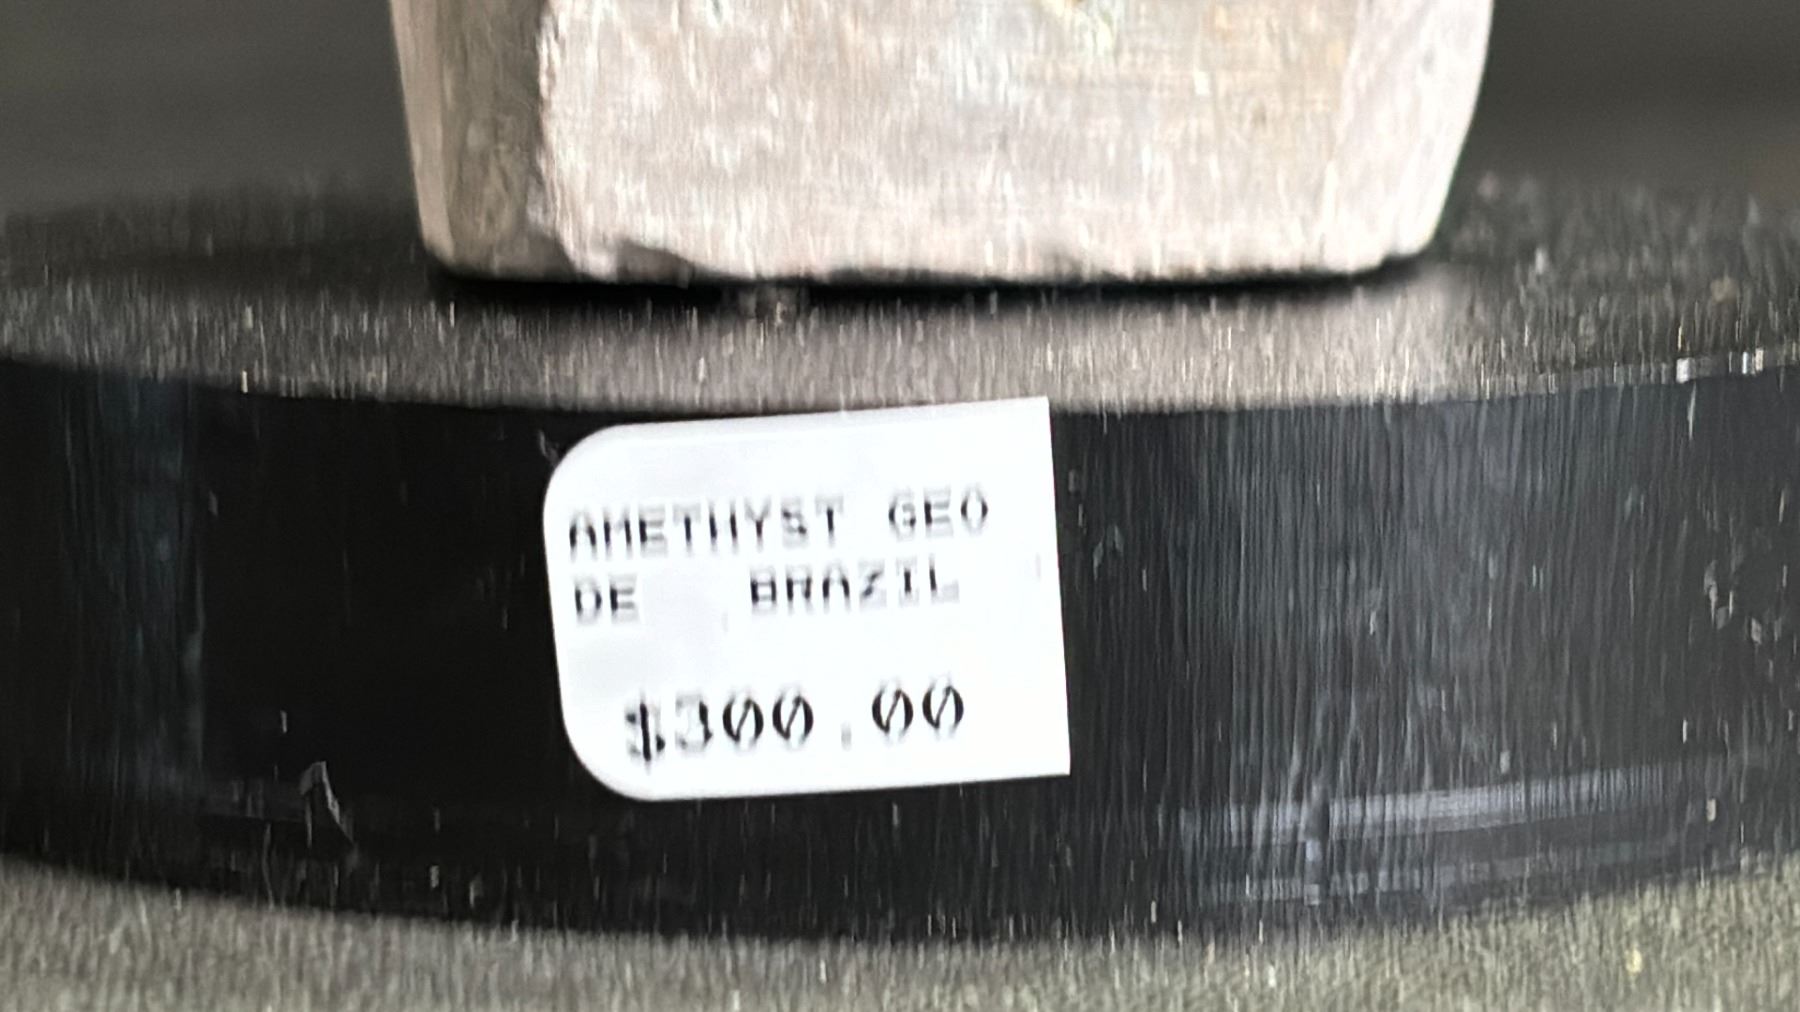 AMETHYST GEO
DE BRAZIL
$300.00